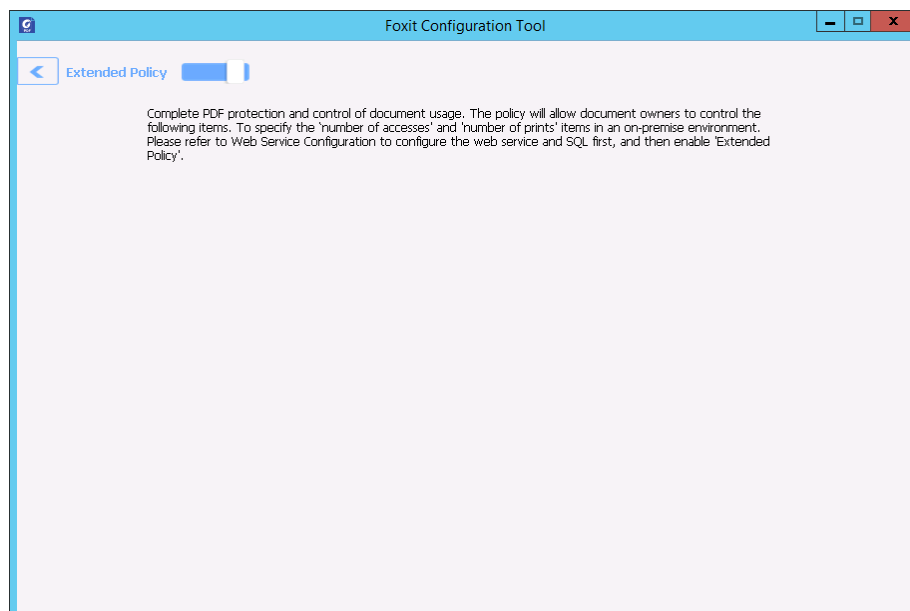 Foxit Configuration Tool
Extended Policy
Complete PDF protection and control of document usage. The policy will allow document owners to control the
following items. To specify the 'number of accesses' and 'number of prints' items in an on-premise environment.
Please refer to Web Service Configuration to configure the web service and SQL first, and then enable 'Extended
Policy'.